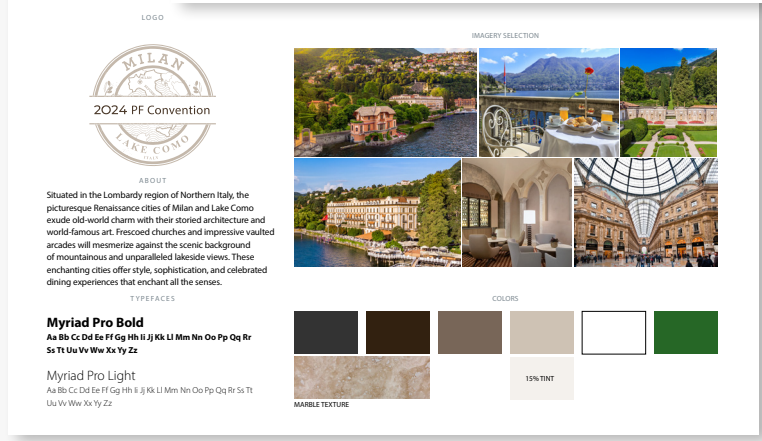 LOGO
MILAN
2024 PF Convention
LAKE COMO
ITALY
ABOUT
Situated in the Lombardy region of Northern Italy, the
picturesque Renaissance cities of Milan and Lake Como
exude old-world charm with their storied architecture and
world-famous art. Frescoed churches and impressive vaulted
arcades will mesmerize against the scenic background
of mountainous and unparalleled lakeside views. These
enchanting cities offer style, sophistication, and celebrated
dining experiences that enchant all the senses.
TYPEFACES
Myriad Pro Bold
Aa Bb Cc Dd Ee Ff Gg Hh Ii Jj Kk Ll Mm Nn Oo Pp Qq Rr
Ss Tt Uu Vv Ww Xx Yy Zz
Myriad Pro Light
Aa Bb Cc Dd Ee Ff Gg Hh Ii Jj Kk Ll Mm Nn Oo Pp Qq Rr Ss Tt
Uu Vv Ww Xx Yy Zz
IMAGERY SELECTION
COLORS
15% TINT
MARBLE TEXTURE